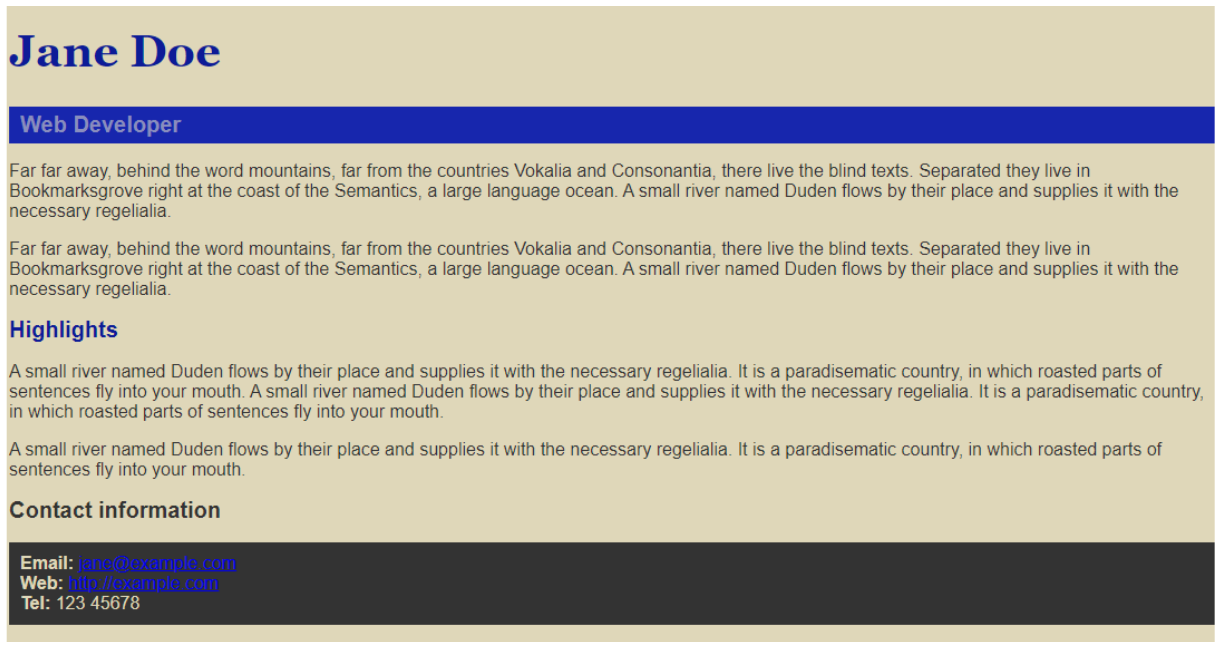 Jane Doe
Web Developer
Far far away, behind the word mountains, far from the countries Vokalia and Consonantia, there live the blind texts. Separated they live in
Bookmarksgrove right at the coast of the Semantics, a large language ocean. A small river named Duden flows by their place and supplies it with the
necessary regelialia.
Far far away, behind the word mountains, far from the countries Vokalia and Consonantia, there live the blind texts. Separated they live in
Bookmarksgrove right at the coast of the Semantics, a large language ocean. A small river named Duden flows by their place and supplies it with the
necessary regelialia.
Highlights
A small river named Duden flows by their place and supplies it with the necessary regelialia. It is a paradisematic country, in which roasted parts of
sentences fly into your mouth. A small river named Duden flows by their place and supplies it with the necessary regelialia. It is a paradisematic country,
in which roasted parts of sentences fly into your mouth.
A small river named Duden flows by their place and supplies it with the necessary regelialia. It is a paradisematic country, in which roasted parts of
sentences fly into your mouth.
Contact information
Email: jane@example.com
Web: http://example.com
Tel: 123 45678